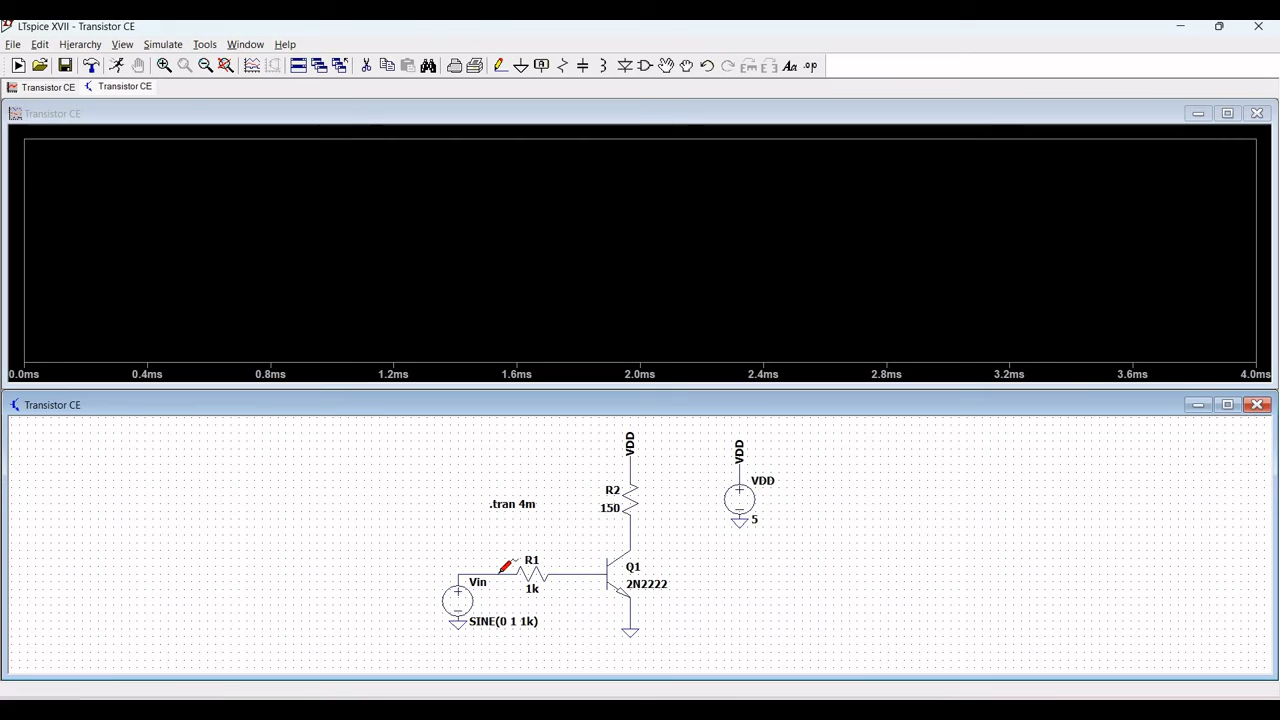 LTspice XVII - Transistor CE
File Edit Hierarchy View Simulate Tools Window Help
Transistor CE Transistor CE
Transistor CE
0.0ms 0.4ms 0.8ms 1.2ms 1.6ms 2.0ms 2.4ms 2.8ms 3.2ms 3.6ms 4.0ms
Transistor CE
VDD
VDD
VDD
R2
150
.tran 4m
5
R1
1k
Q1
2N2222
Vin
SINE(0 1 1k)